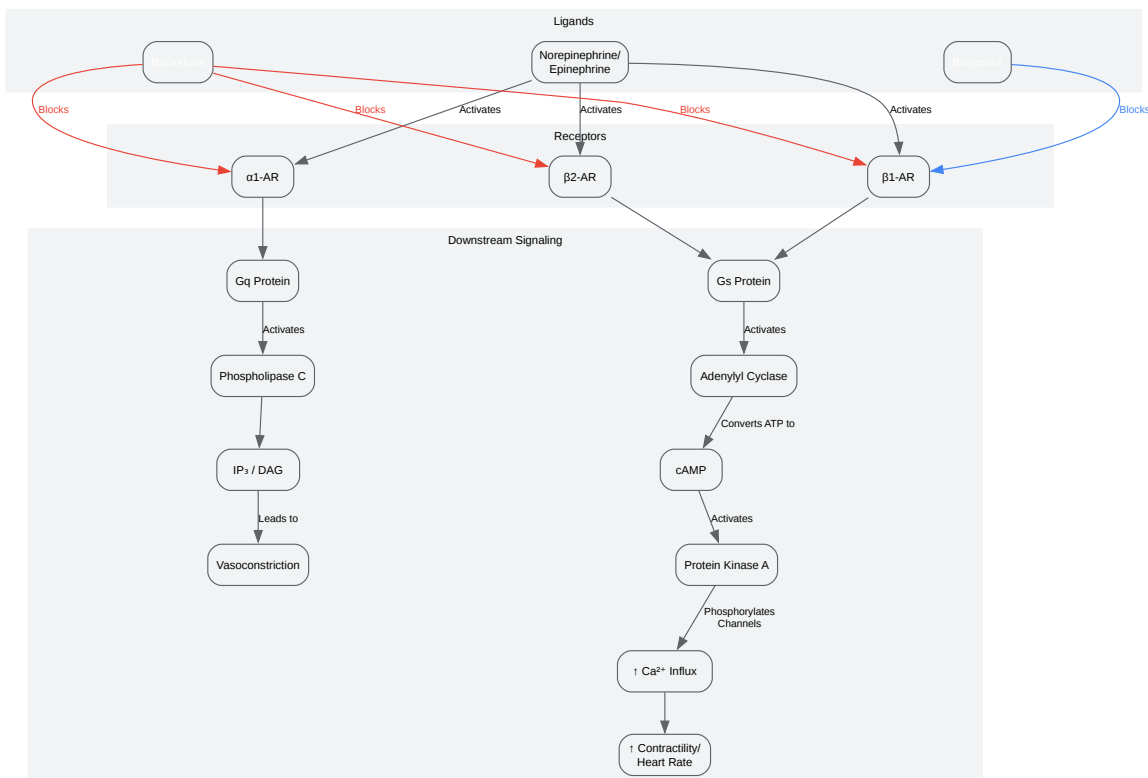 Ligands
Bucindolol
Norepinephrine/
Epinephrine
Bisoprolol
Blocks
Blocks
Activates
Activates
Blocks
Activates
Blocks
Receptors
α1-AR
β2-AR
β1-AR
Downstream Signaling
Gq Protein
Gs Protein
Activates
Activates
Phospholipase C
Adenylyl Cyclase
Converts ATP to
IP₃ / DAG
cAMP
Leads to
Activates
Vasoconstriction
Protein Kinase A
Phosphorylates
Channels
↑ Ca²⁺ Influx
↑ Contractility/
Heart Rate